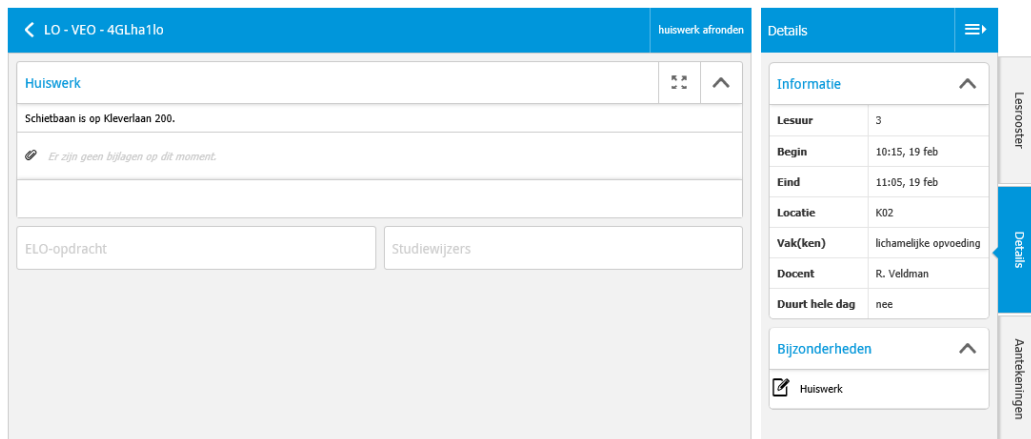 LO - VEO - 4GLha1lo
huiswerk afronden
Huiswerk
Schietbaan is op Kleverlaan 200.
Er zijn geen bijlagen op dit moment.
ELO-opdracht
Studiewijzers
Details
Informatie
Lesuur 3
Begin 10:15, 19 feb
Eind 11:05, 19 feb
Locatie K02
Vak(ken) lichamelijke opvoeding
Docent R. Veldman
Duurt hele dag nee
Bijzonderheden
Huiswerk
Lesrooster
Details
Aantekeningen